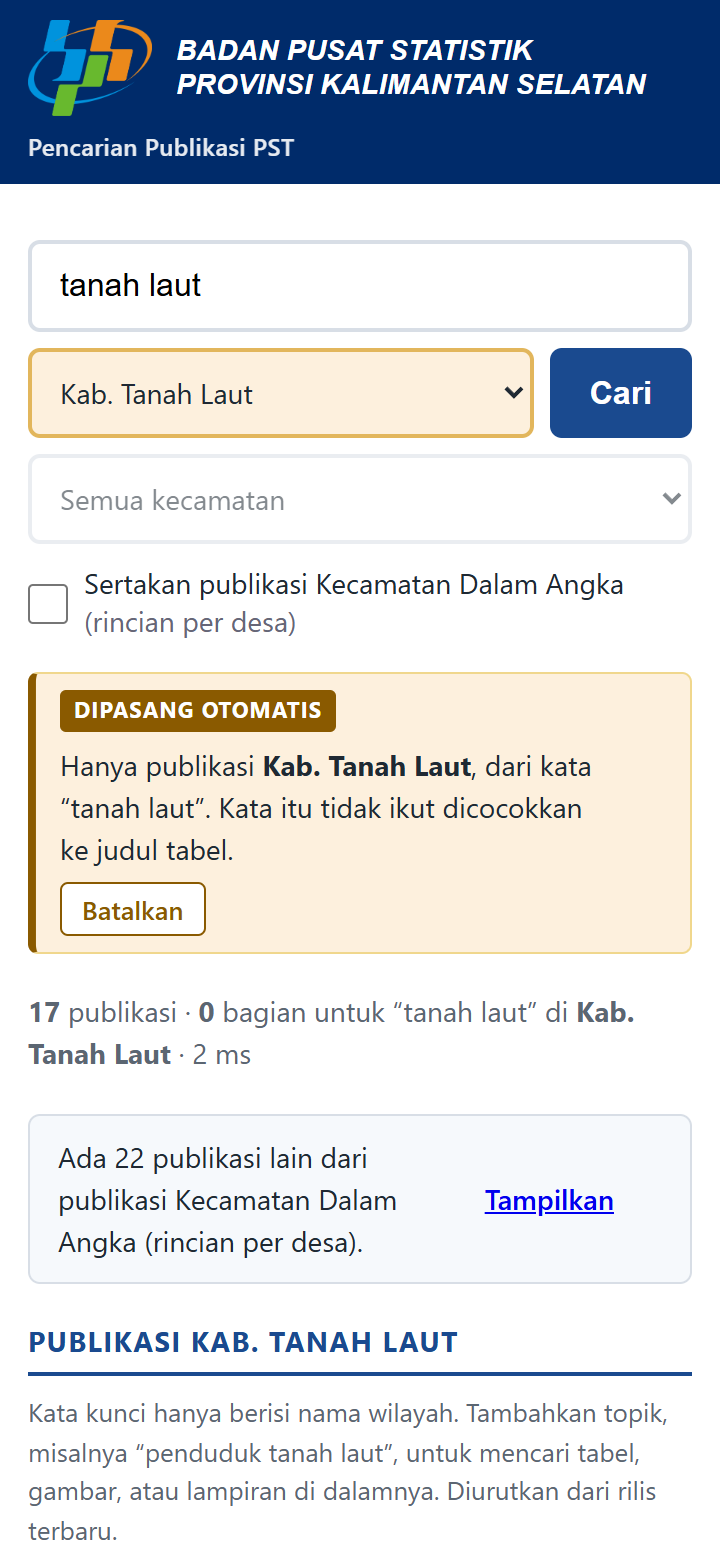 BADAN PUSAT STATISTIK
PROVINSI KALIMANTAN SELATAN
Pencarian Publikasi PST
tanah laut
Kab. Tanah Laut
Cari
Semua kecamatan
Sertakan publikasi Kecamatan Dalam Angka
(rincian per desa)
DIPASANG OTOMATIS
Hanya publikasi Kab. Tanah Laut, dari kata
“tanah laut”. Kata itu tidak ikut dicocokkan
ke judul tabel.
Batalkan
17 publikasi · 0 bagian untuk “tanah laut” di Kab.
Tanah Laut · 2 ms
Ada 22 publikasi lain dari
publikasi Kecamatan Dalam
Angka (rincian per desa).
Tampilkan
PUBLIKASI KAB. TANAH LAUT
Kata kunci hanya berisi nama wilayah. Tambahkan topik,
misalnya “penduduk tanah laut”, untuk mencari tabel,
gambar, atau lampiran di dalamnya. Diurutkan dari rilis
terbaru.